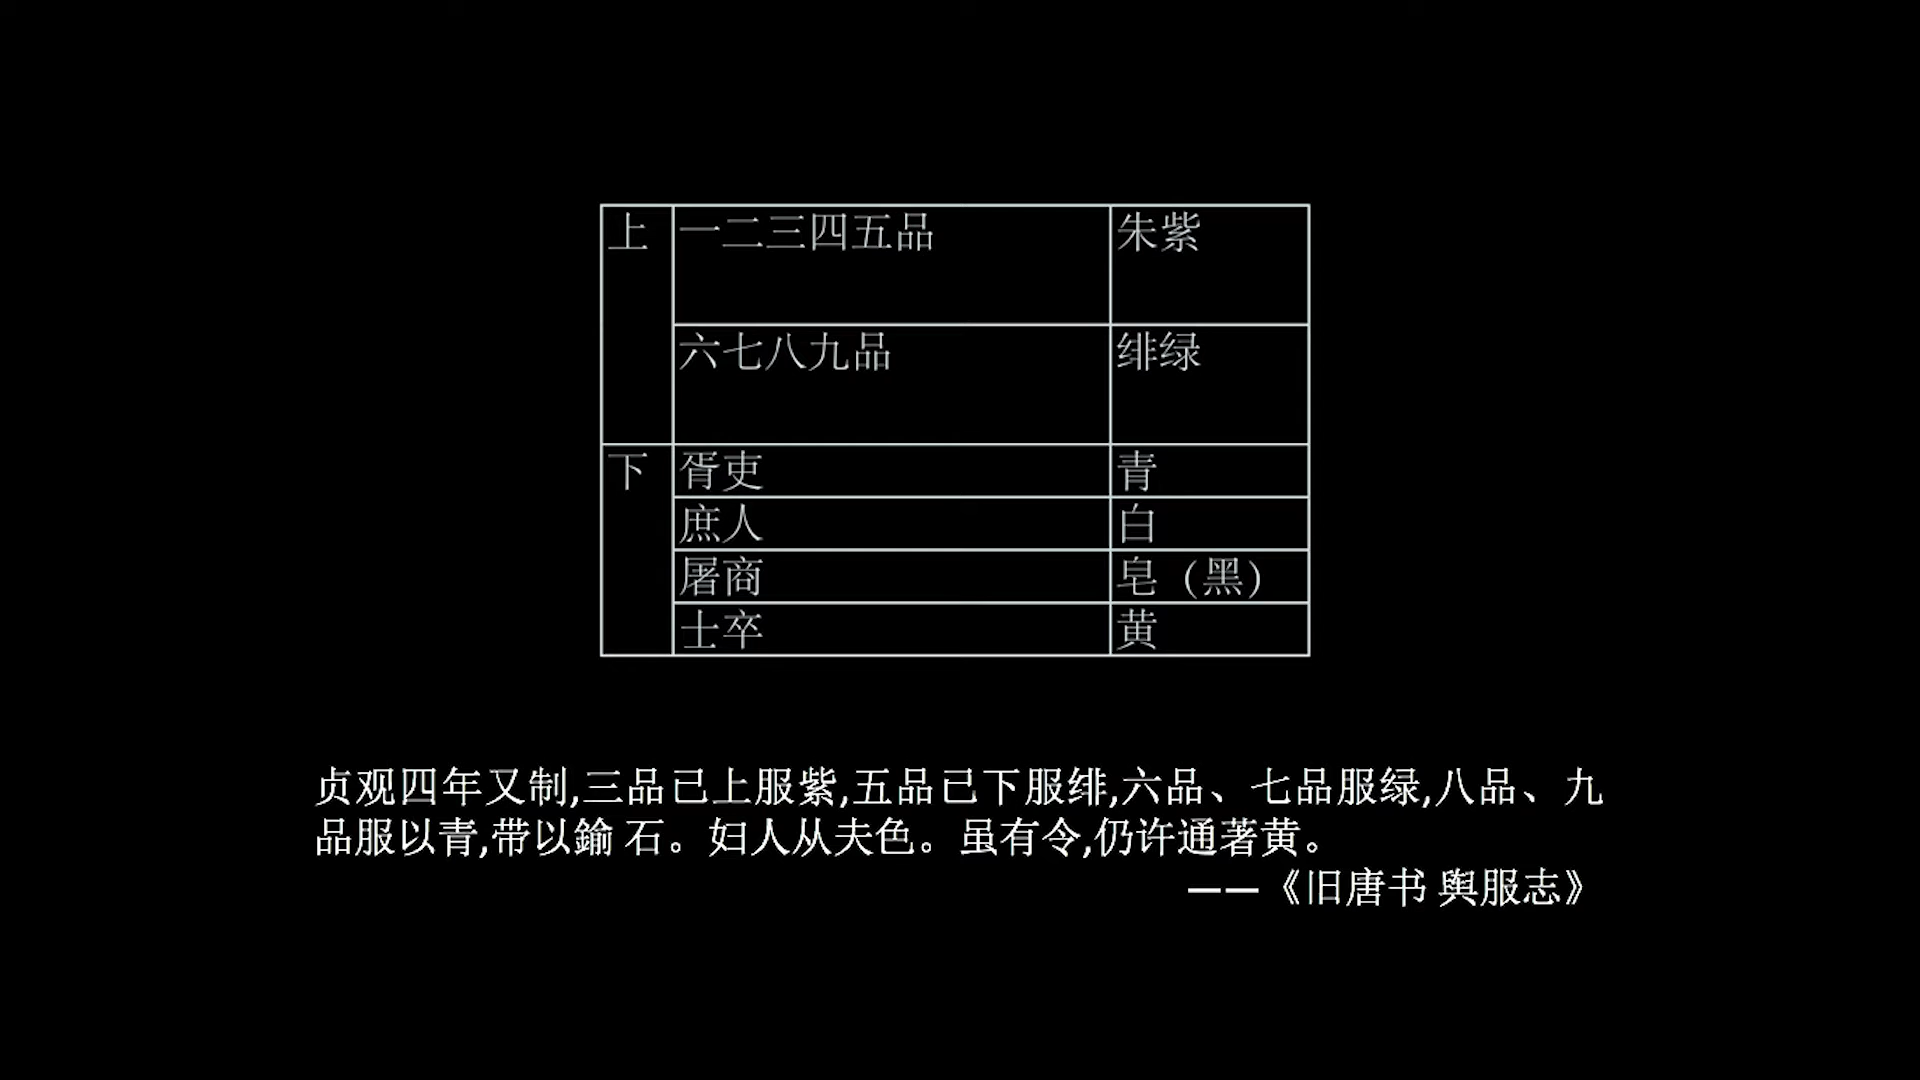 上 一二三四五品 朱紫
六七八九品 绯绿
下 胥吏 青
庶人 白
屠商 皂（黑）
士卒 黄
贞观四年又制,三品已上服紫,五品已下服绯,六品、七品服绿,八品、九
品服以青,带以鍮 石。妇人从夫色。虽有令,仍许通著黄。
——《旧唐书 舆服志》